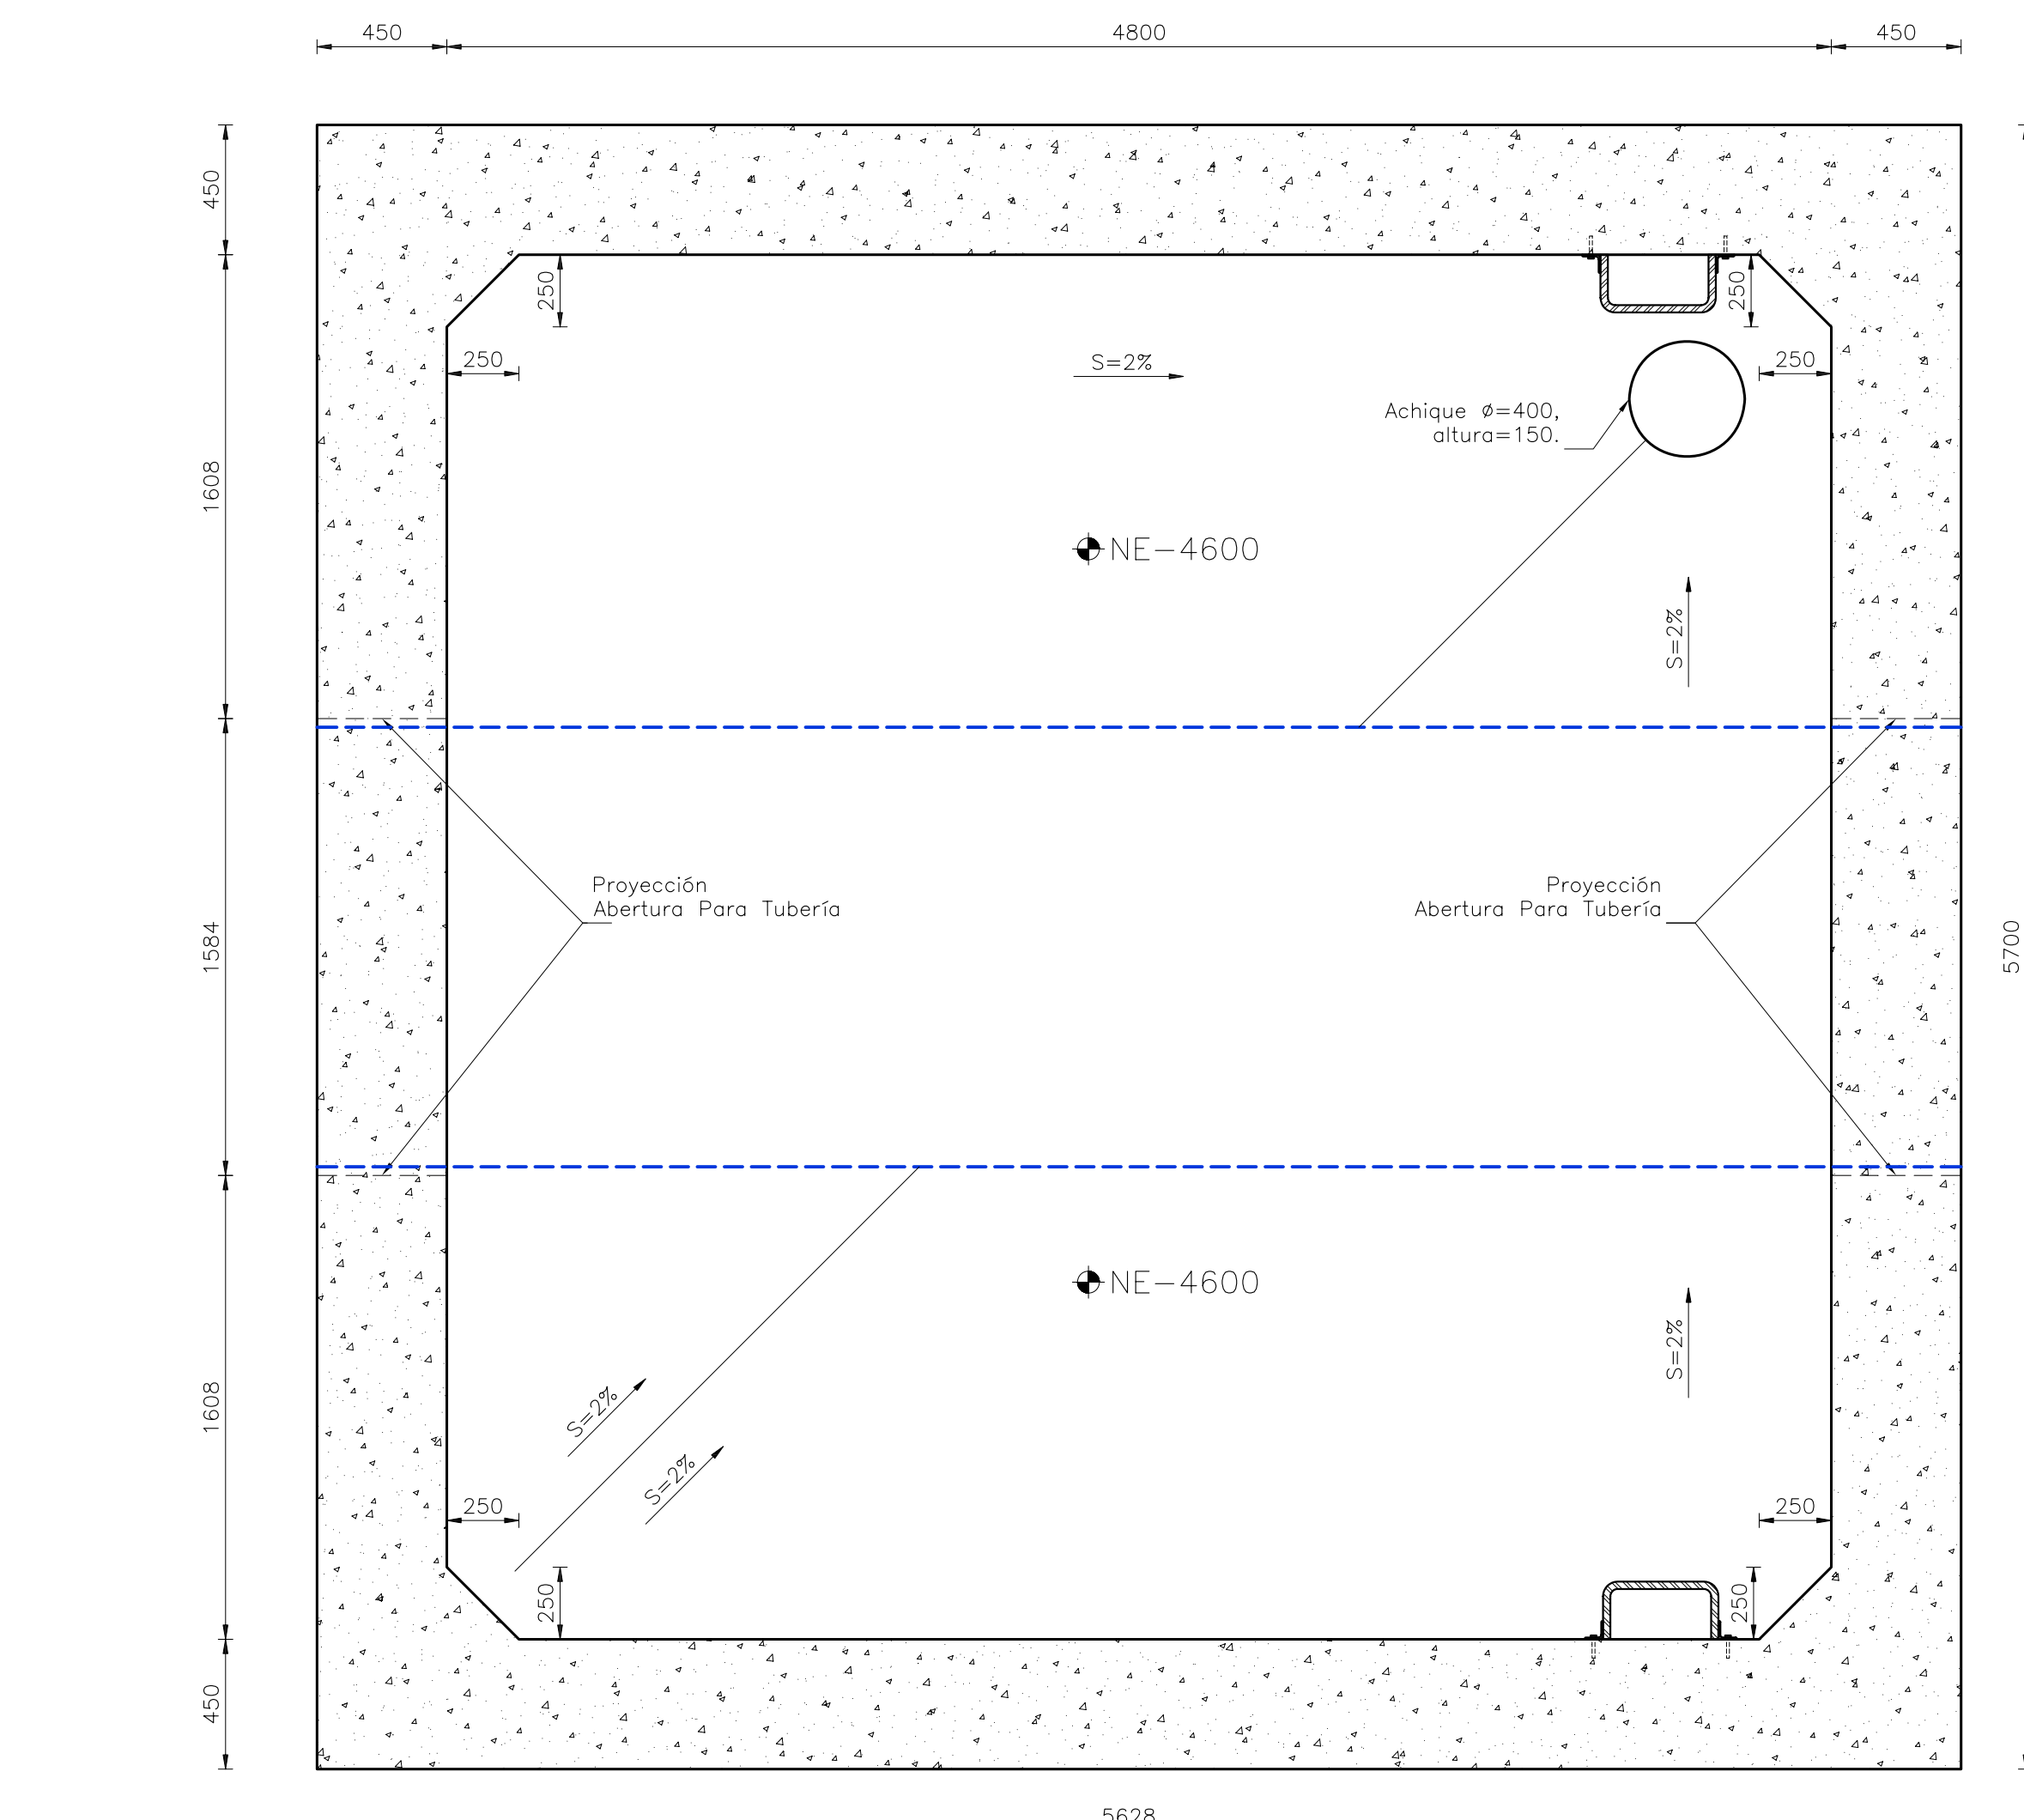 450
4800
450
450
250
250
250
S=2%
250
Achique Ø=400,
altura=150.
1608
NE-4600
S=2%
Proyección
Abertura Para Tubería
Proyección
Abertura Para Tubería
1584
5700
NE-4600
S=2%
1608
S=2%
S=2%
250
250
250
250
450
5628